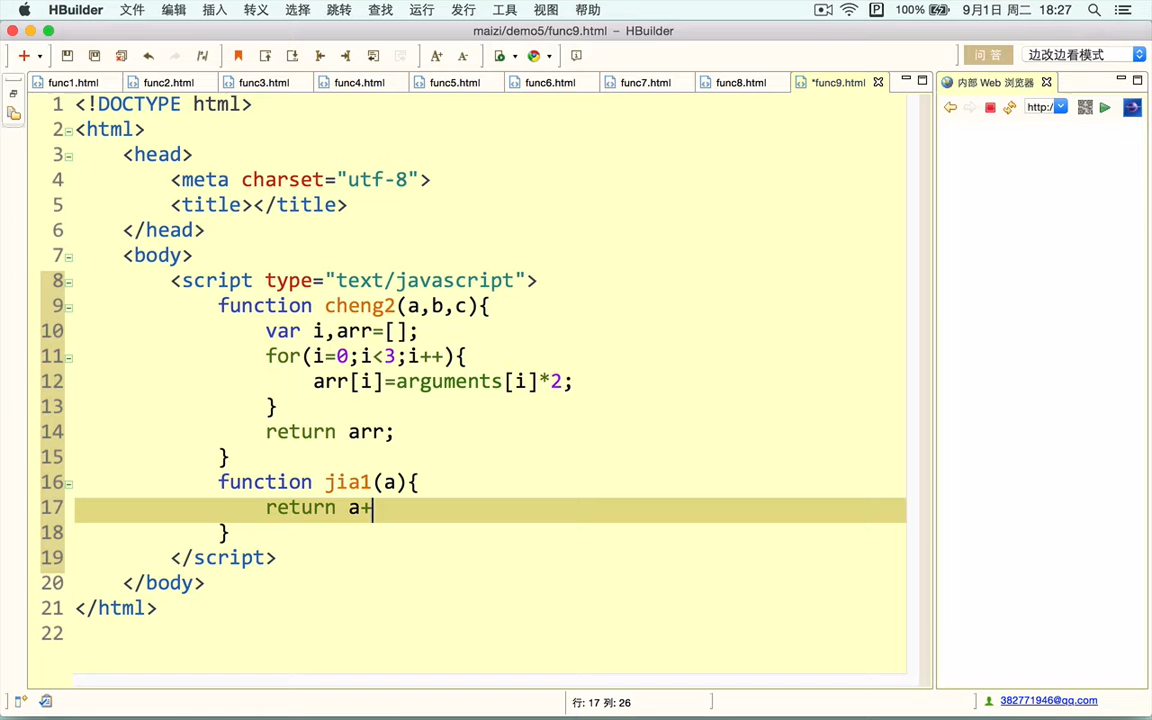 HBuilder 文件 编辑 插入 转义 选择 跳转 查找 运行 发行 工具 视图 帮助 P 100% 9月1日 周二 18:27
maizi/demo5/func9.html – HBuilder
问 答 边改边看模式
func1.html func2.html func3.html func4.html func5.html func6.html func7.html func8.html *func9.html 内部 Web 浏览器
http:/
1 <!DOCTYPE html>
2 <html>
3 <head>
4 <meta charset="utf-8">
5 <title></title>
6 </head>
7 <body>
8 <script type="text/javascript">
9 function cheng2(a,b,c){
10 var i,arr=[];
11 for(i=0;i<3;i++){
12 arr[i]=arguments[i]*2;
13 }
14 return arr;
15 }
16 function jia1(a){
17 return a+
18 }
19 </script>
20 </body>
21 </html>
22
行: 17 列: 26
382771946@qq.com